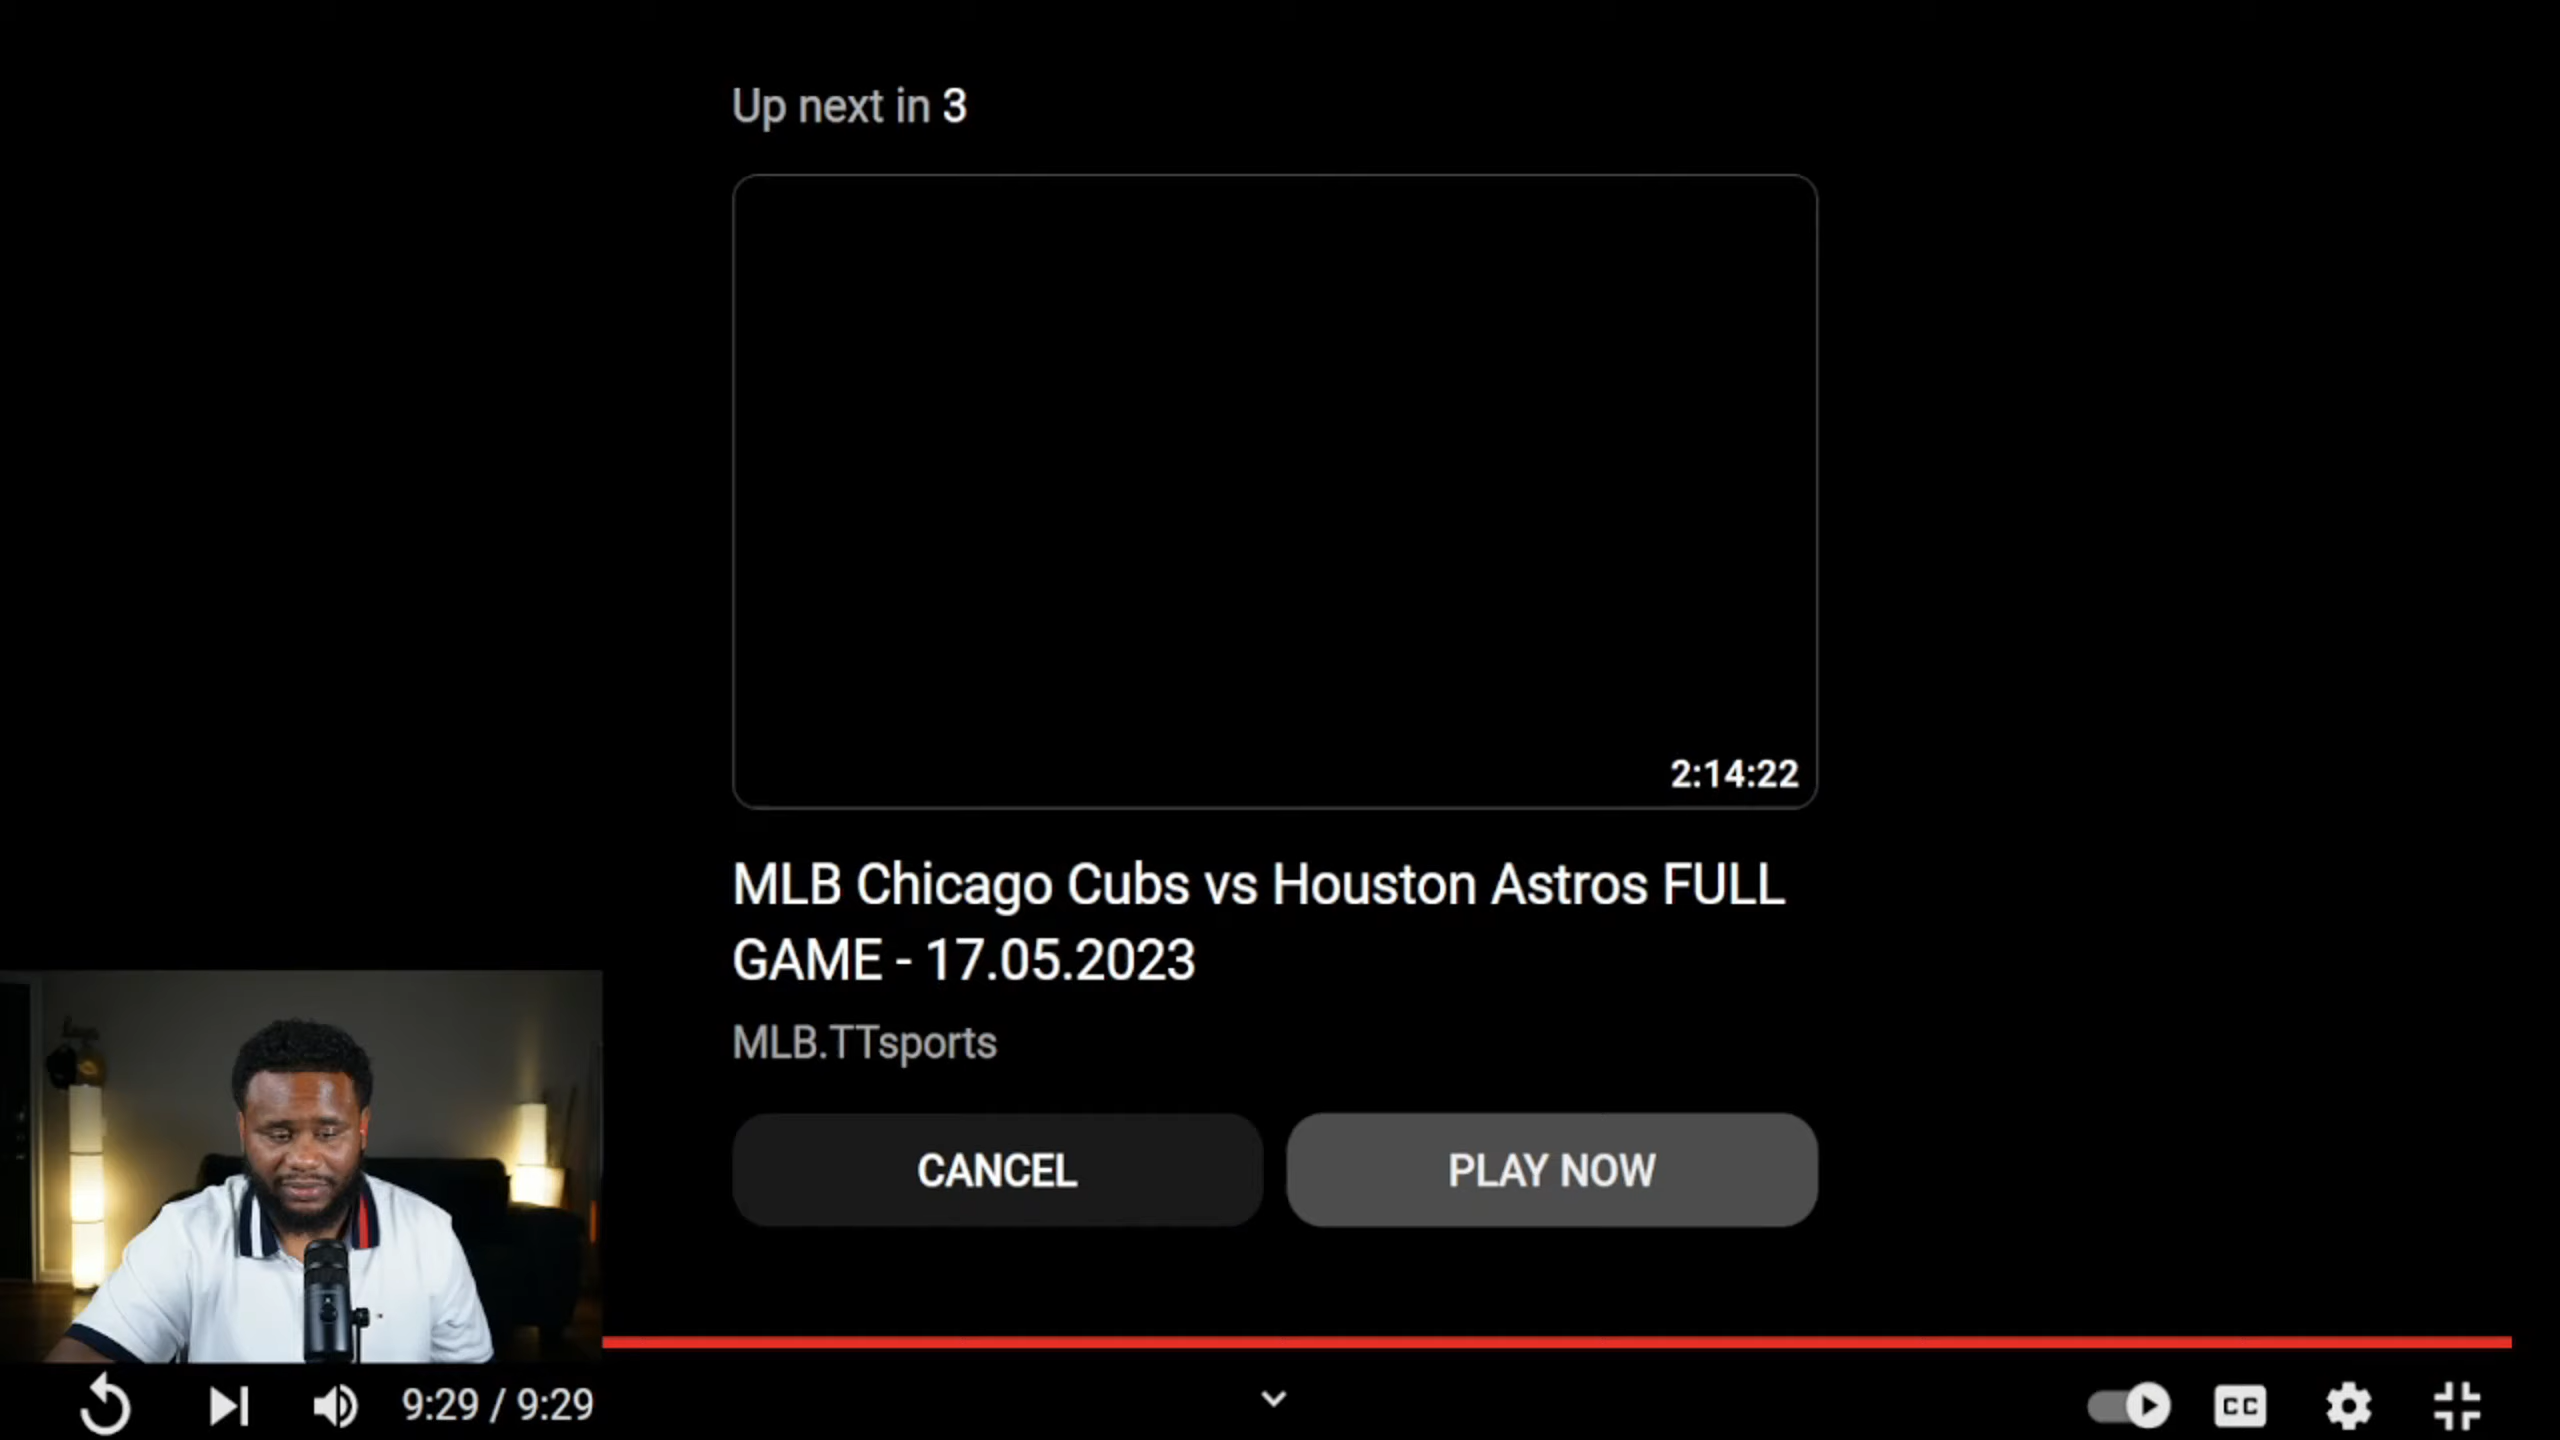 Up next in 3
2:14:22
MLB Chicago Cubs vs Houston Astros FULL
GAME - 17.05.2023
MLB.TTsports
CANCEL
PLAY NOW
9:29 / 9:29
CC